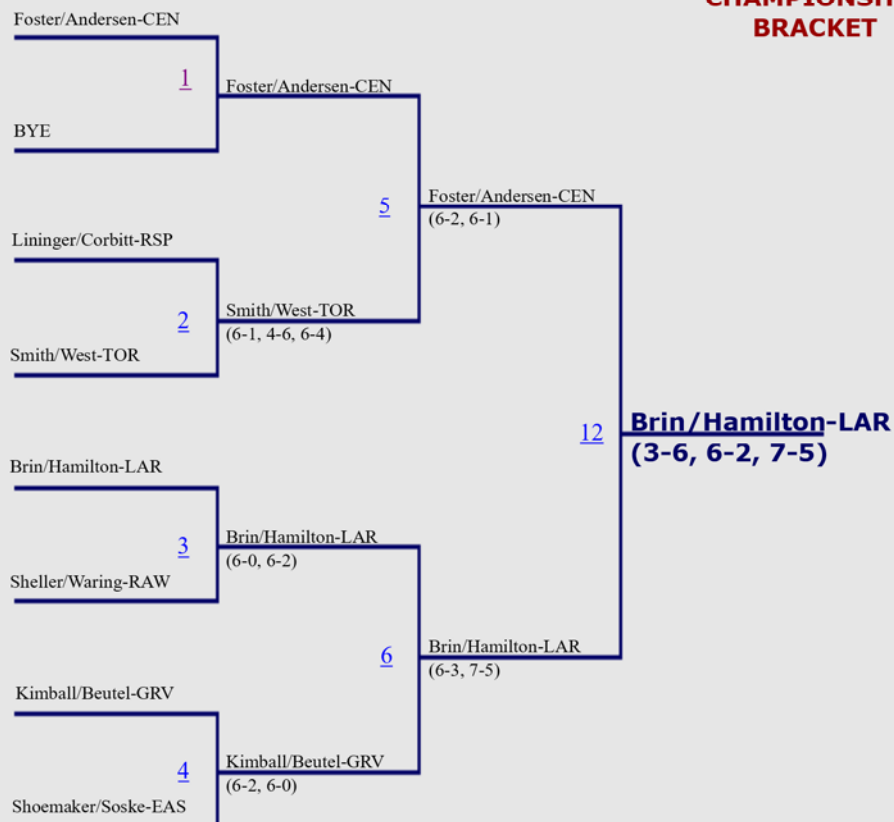 CHAMPIONSH
BRACKET
Foster/Andersen-CEN
1
Foster/Andersen-CEN
BYE
5
Foster/Andersen-CEN
(6-2, 6-1)
Lininger/Corbitt-RSP
2
Smith/West-TOR
(6-1, 4-6, 6-4)
Smith/West-TOR
12
Brin/Hamilton-LAR
(3-6, 6-2, 7-5)
Brin/Hamilton-LAR
3
Brin/Hamilton-LAR
(6-0, 6-2)
Sheller/Waring-RAW
6
Brin/Hamilton-LAR
(6-3, 7-5)
Kimball/Beutel-GRV
4
Kimball/Beutel-GRV
(6-2, 6-0)
Shoemaker/Soske-EAS